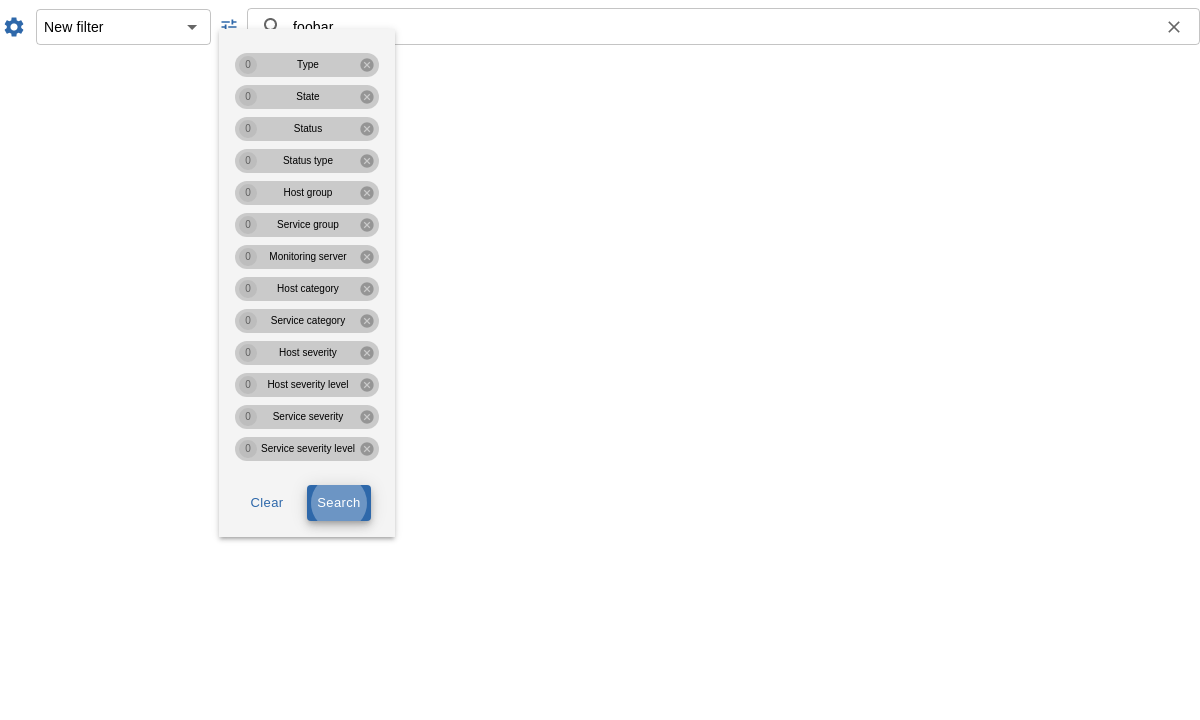 New filter
foobar
0 Type
0 State
0 Status
0 Status type
0 Host group
0 Service group
0 Monitoring server
0 Host category
0 Service category
0 Host severity
0 Host severity level
0 Service severity
0 Service severity level
Clear Search